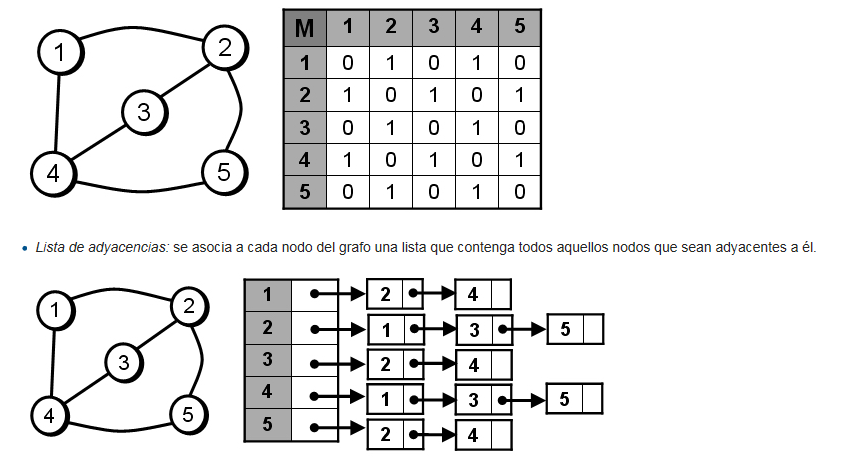 1
2
3
4
5
M 1 2 3 4 5
1 0 1 0 1 0
2 1 0 1 0 1
3 0 1 0 1 0
4 1 0 1 0 1
5 0 1 0 1 0
• Lista de adyacencias: se asocia a cada nodo del grafo una lista que contenga todos aquellos nodos que sean adyacentes a él.
1
2
3
4
5
1 2 4
2 1 3 5
3 2 4
4 1 3 5
5 2 4